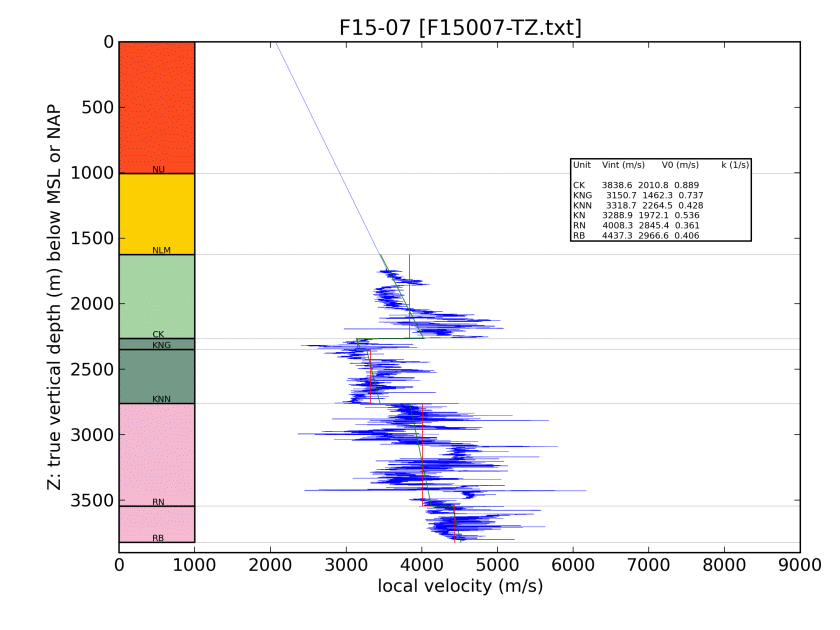 F15-07 [F15007-TZ.txt]
0
500
1000
1500
2000
2500
3000
3500
Z: true vertical depth (m) below MSL or NAP
NU
NLM
CK
KNG
KNN
RN
RB
Unit Vint (m/s) V0 (m/s) k (1/s)
CK 3838.6 2010.8 0.889
KNG 3150.7 1462.3 0.737
KNN 3318.7 2264.5 0.428
KN 3288.9 1972.1 0.536
RN 4008.3 2845.4 0.361
RB 4437.3 2966.6 0.406
0 1000 2000 3000 4000 5000 6000 7000 8000 9000
local velocity (m/s)